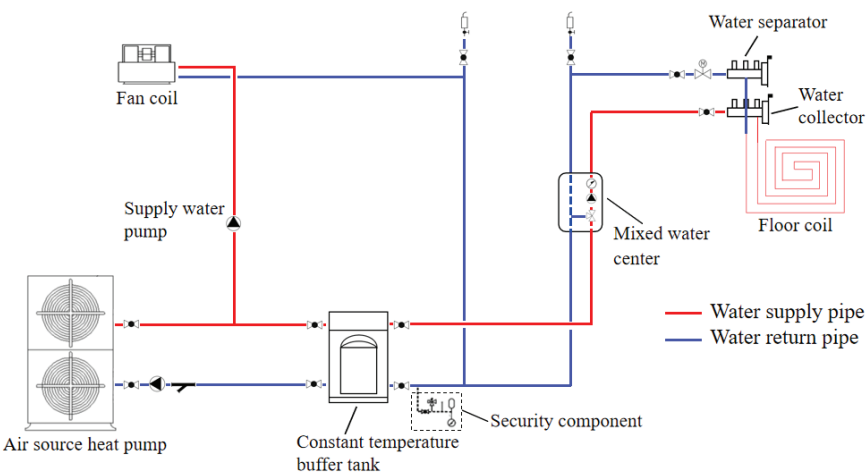 Water separator
Fan coil
Water
collector
Supply water
pump
Mixed water
center
Floor coil
Water supply pipe
Water return pipe
Security component
Air source heat pump
Constant temperature
buffer tank